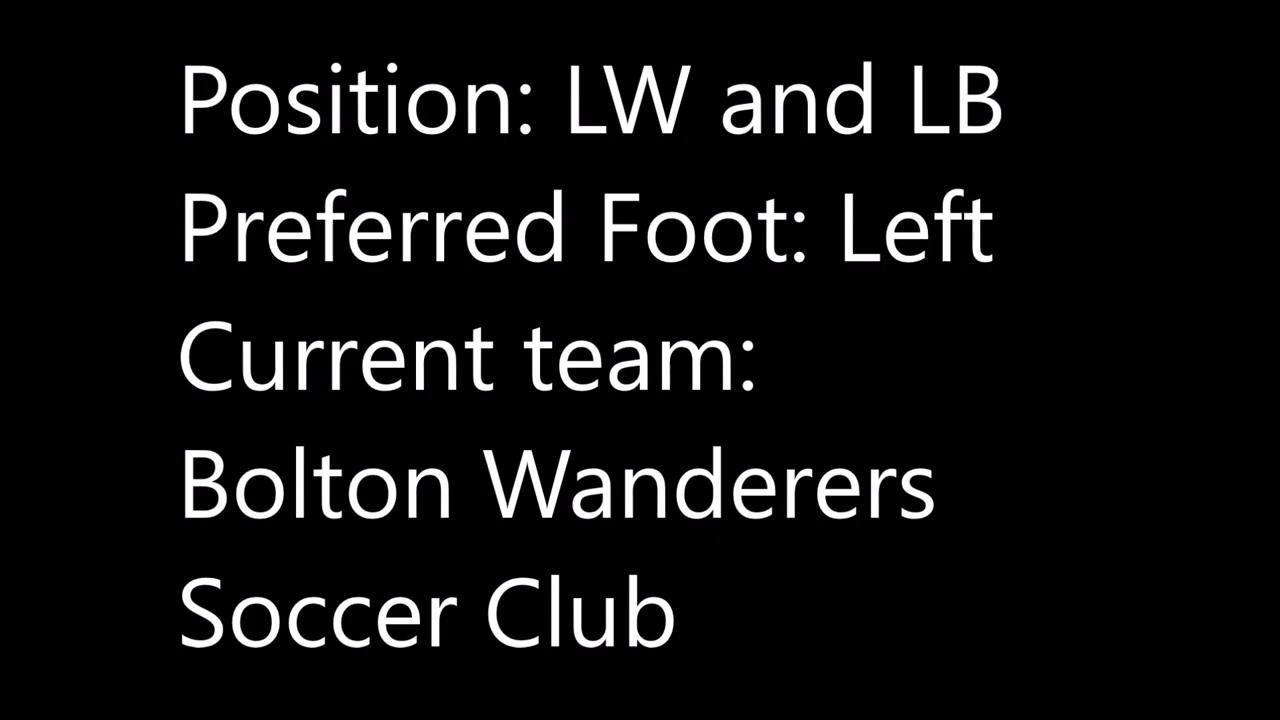 Position: LW and LB
Preferred Foot: Left
Current team:
Bolton Wanderers
Soccer Club